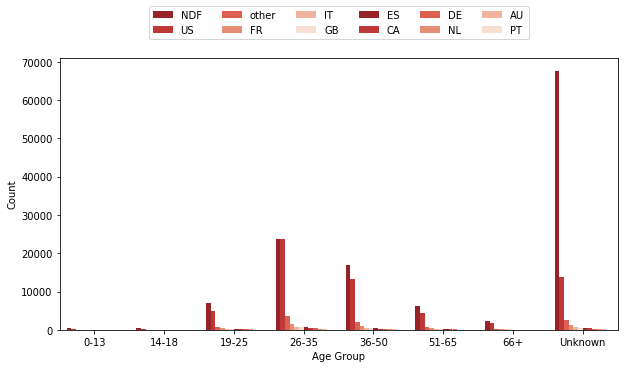 NDF other IT ES DE AU
US FR GB CA NL PT
70000
60000
50000
40000
30000
20000
10000
0
Count
0-13 14-18 19-25 26-35 36-50 51-65 66+ Unknown
Age Group